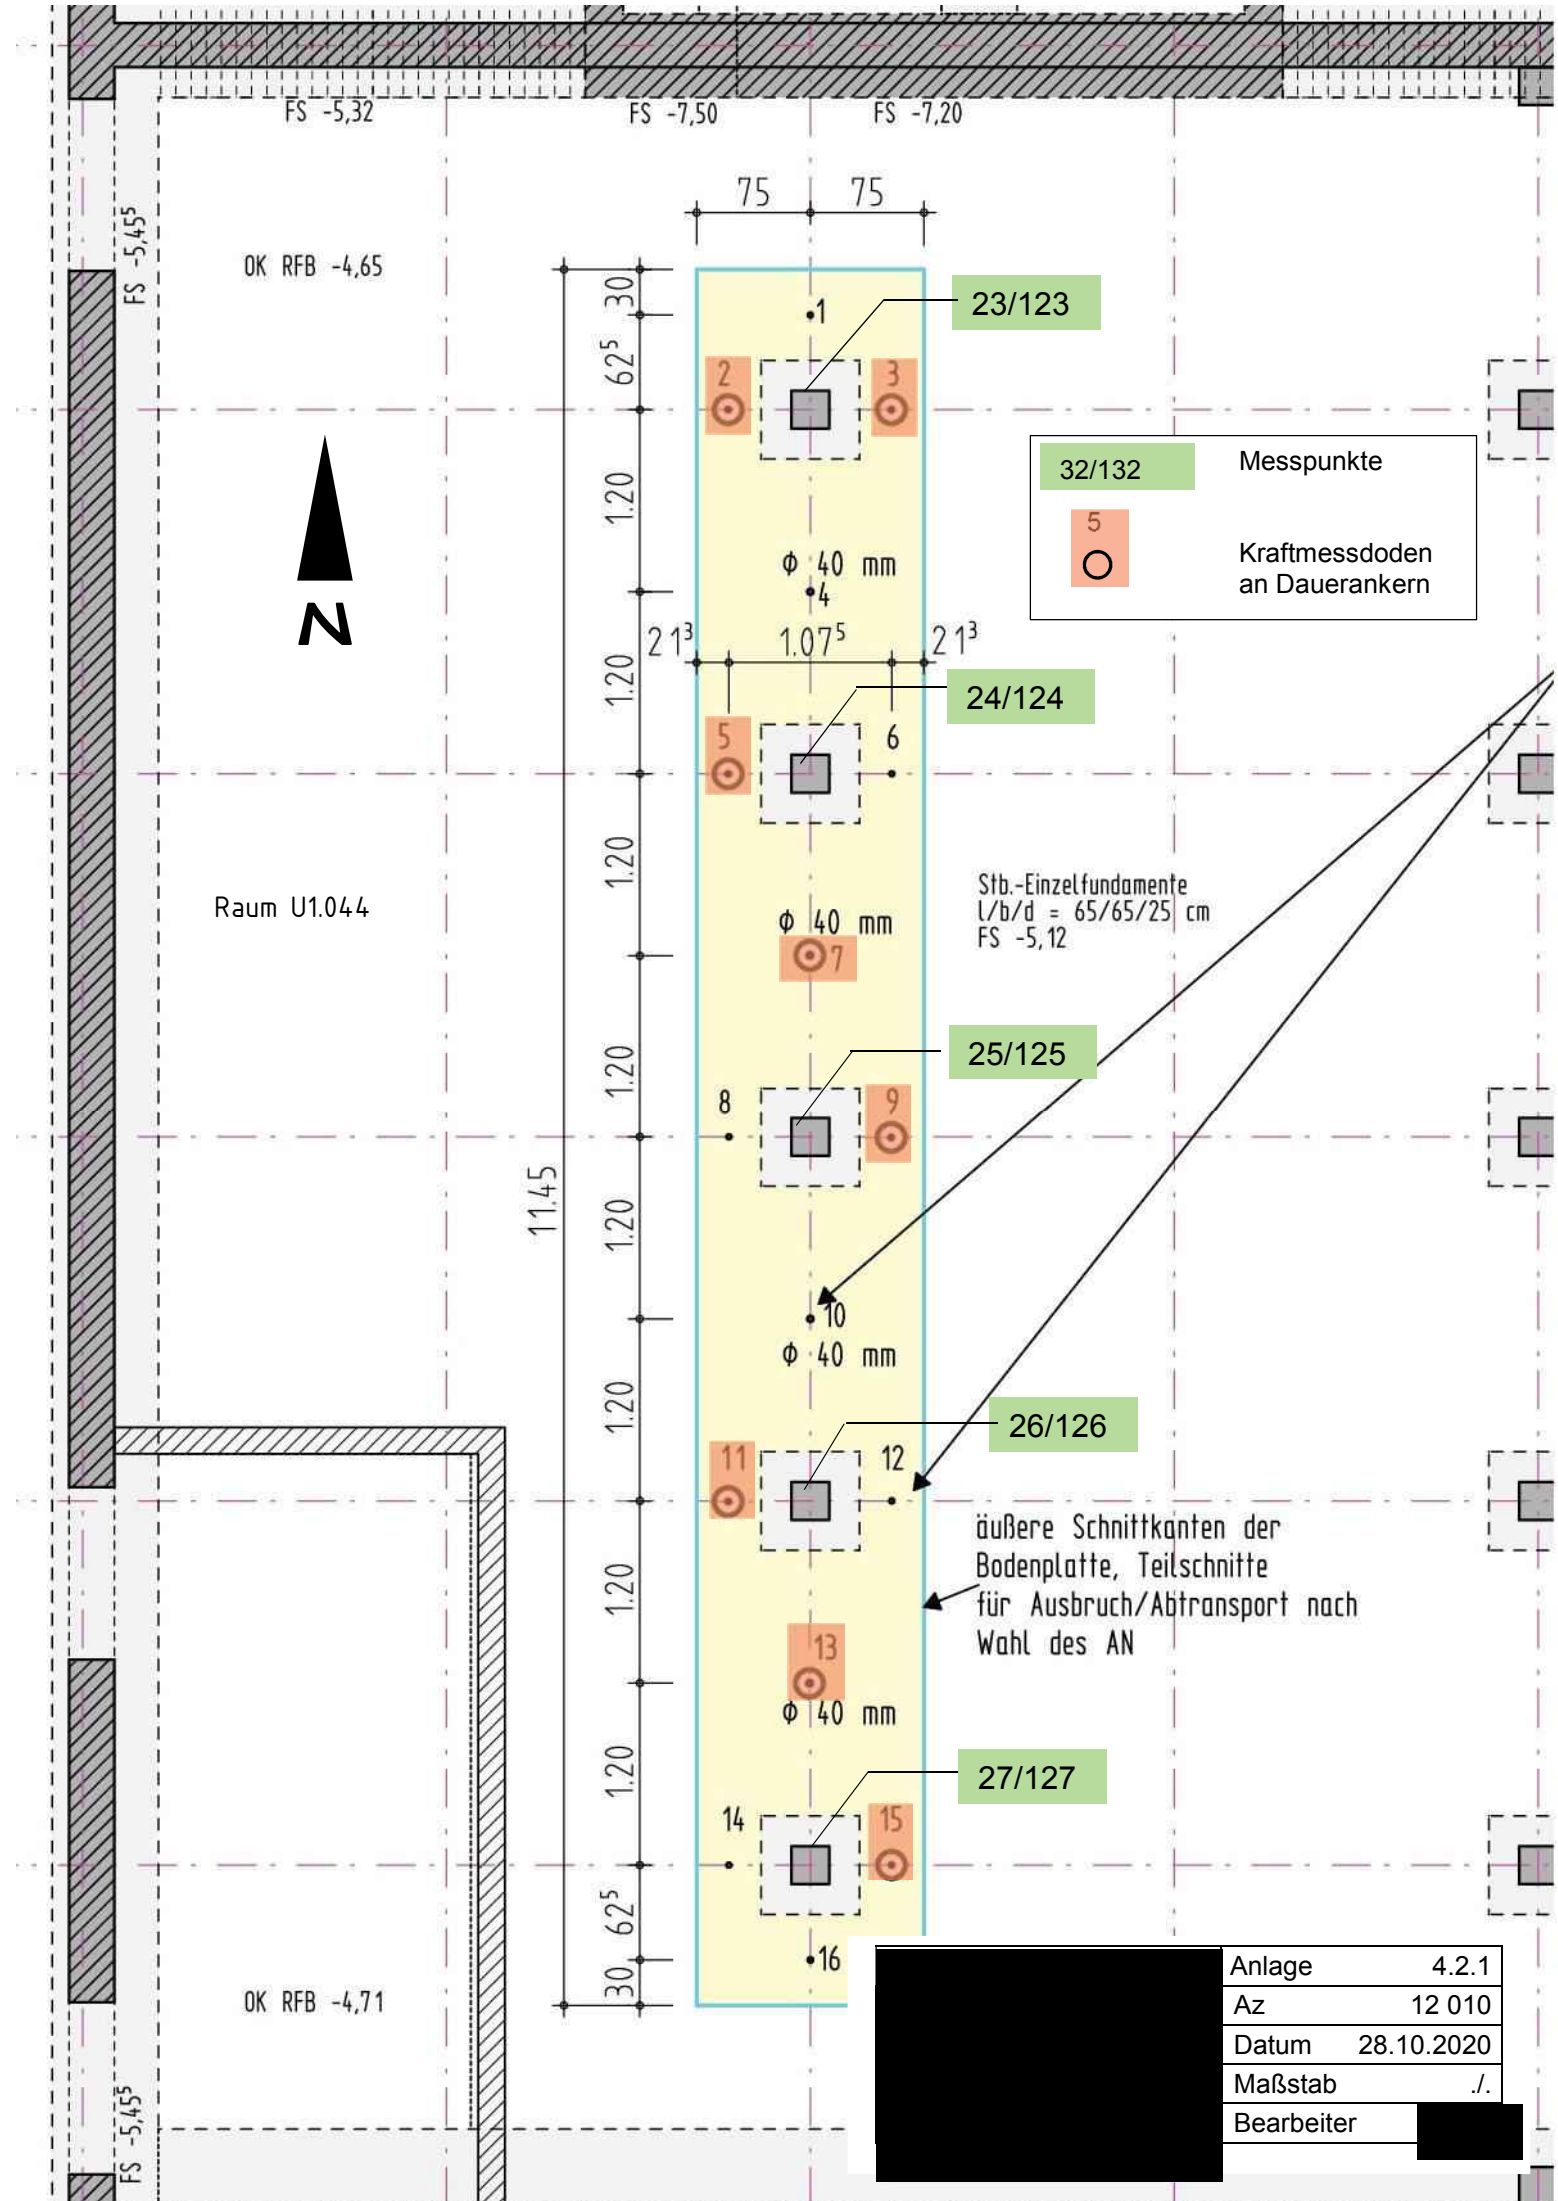 FS -5,32
FS -7,50
FS -7,20
75
75
FS -5,45⁵
OK RFB -4,65
30
1
23/123
62⁵
2
3
32/132
Messpunkte
5
Kraftmessdoden
an Dauerankern
1.20
ϕ 40 mm
4
N
21³
1.07⁵
21³
1.20
24/124
5
6
1.20
Raum U1.044
Stb.-Einzelfundamente
l/b/d = 65/65/25 cm
FS -5,12
ϕ 40 mm
7
1.20
25/125
8
9
11.45
1.20
10
ϕ 40 mm
1.20
26/126
11
12
äußere Schnittkanten der
Bodenplatte, Teilschnitte
für Ausbruch/Abtransport nach
Wahl des AN
1.20
13
ϕ 40 mm
1.20
27/127
14
15
62⁵
16
30
OK RFB -4,71
FS -5,45⁵
Anlage 4.2.1
Az 12 010
Datum 28.10.2020
Maßstab ./.
Bearbeiter